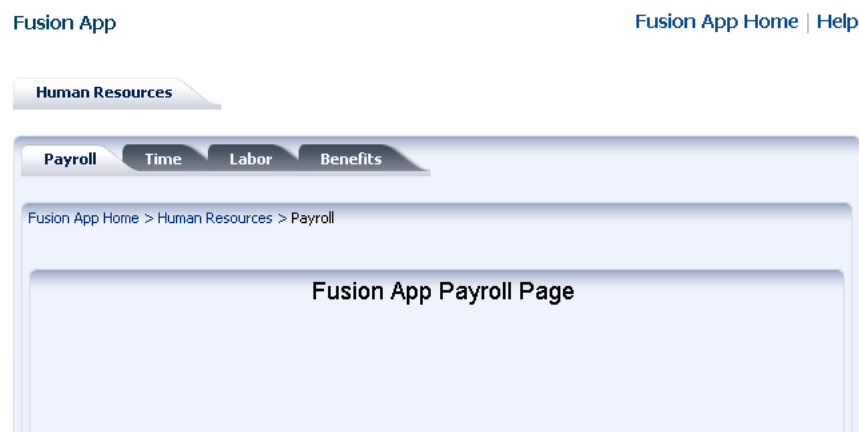 Fusion App Fusion App Home | Help
Human Resources
Payroll Time Labor Benefits
Fusion App Home > Human Resources > Payroll
Fusion App Payroll Page